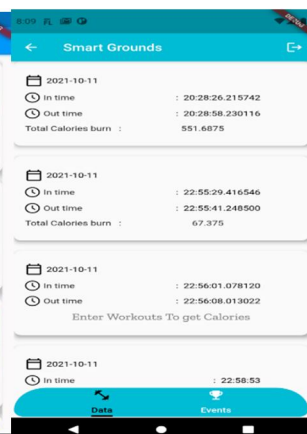 8:09
Smart Grounds
2021-10-11
In time : 20:28:26.215742
Out time : 20:28:58.230116
Total Calories burn : 551.6875
2021-10-11
In time : 22:55:29.416546
Out time : 22:55:41.248500
Total Calories burn : 67.375
2021-10-11
In time : 22:56:01.078120
Out time : 22:56:08.013022
Enter Workouts To get Calories
2021-10-11
In time : 22:58:53
Data Events